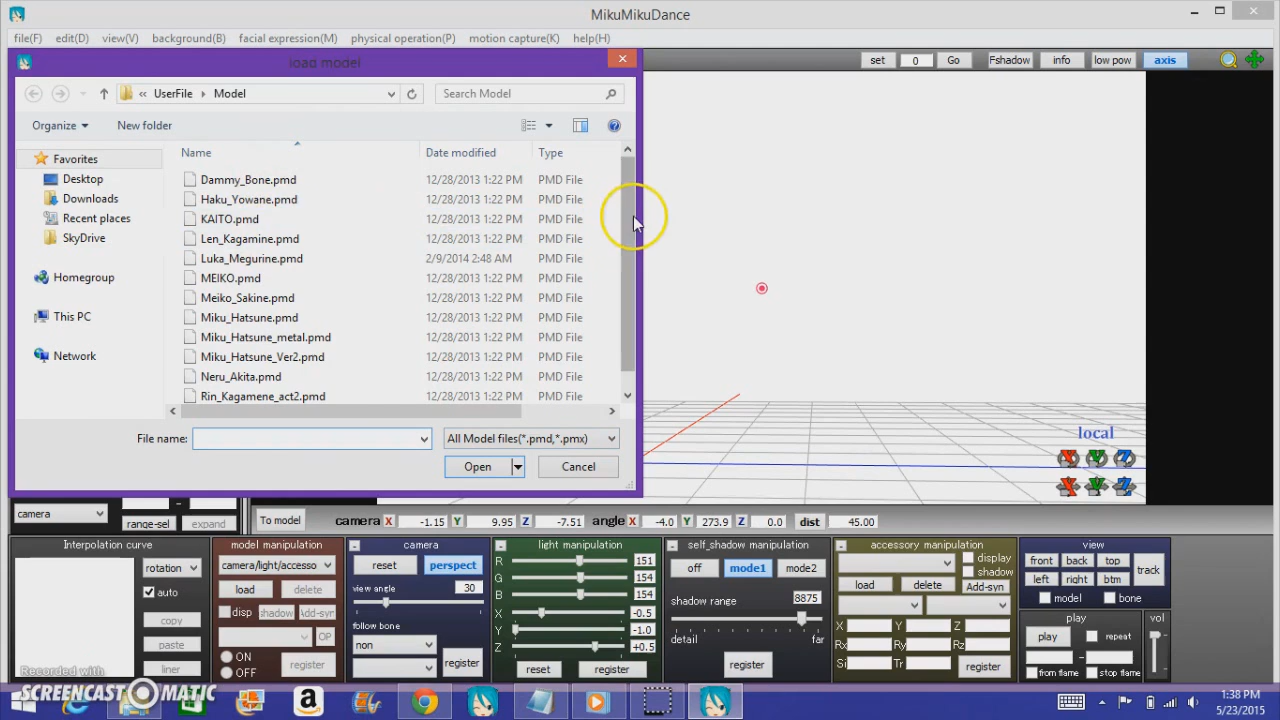 MikuMikuDance
file(F) edit(D) view(V) background(B) facial expression(M) physical operation(P) motion capture(K) help(H)
load model
set 0 Go Fshadow info low pow axis
« UserFile Model Search Model
Organize New folder
Name Date modified Type
Favorites
Desktop
Downloads
Recent places
SkyDrive
Homegroup
This PC
Network
Dammy_Bone.pmd 12/28/2013 1:22 PM PMD File
Haku_Yowane.pmd 12/28/2013 1:22 PM PMD File
KAITO.pmd 12/28/2013 1:22 PM PMD File
Len_Kagamine.pmd 12/28/2013 1:22 PM PMD File
Luka_Megurine.pmd 2/9/2014 2:48 AM PMD File
MEIKO.pmd 12/28/2013 1:22 PM PMD File
Meiko_Sakine.pmd 12/28/2013 1:22 PM PMD File
Miku_Hatsune.pmd 12/28/2013 1:22 PM PMD File
Miku_Hatsune_metal.pmd 12/28/2013 1:22 PM PMD File
Miku_Hatsune_Ver2.pmd 12/28/2013 1:22 PM PMD File
Neru_Akita.pmd 12/28/2013 1:22 PM PMD File
Rin_Kagamene_act2.pmd 12/28/2013 1:22 PM PMD File
File name: All Model files(*.pmd,*.pmx)
Open Cancel
local
X Y Z
X Y Z
camera - range-sel expand
To model camera X -1.15 Y 9.95 Z -7.51 angle X -4.0 Y 273.9 Z 0.0 dist 45.00
Interpolation curve
rotation
auto
copy
paste
liner
model manipulation
camera/light/accesso
load delete
disp shadow Add-syn
OP
ON
OFF
register
camera
reset perspect
view angle 30
follow bone
non
register
light manipulation
R 151
G 154
B 154
X -0.5
Y -1.0
Z +0.5
reset register
self_shadow manipulation
off mode1 mode2
shadow range 8875
detail far
register
accessory manipulation
display
shadow
load delete Add-syn
X Y Z
Rx Ry Rz
Si Tr register
view
front back top
left right btm track
model bone
play
play repeat
from flame stop flame
vol
Recorded with
SCREENCAST-O-MATIC
1:38 PM
5/23/2015